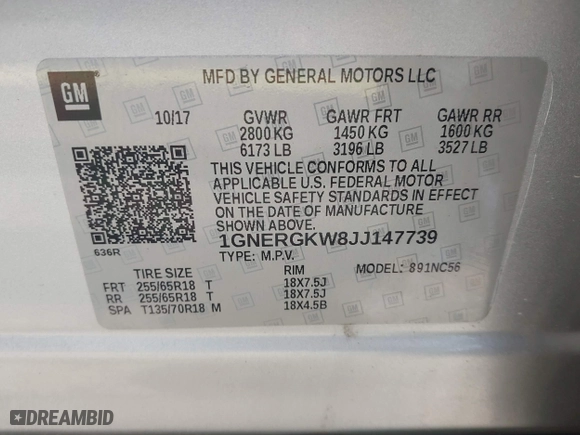 GM
MFD BY GENERAL MOTORS LLC
10/17 GVWR GAWR FRT GAWR RR
2800 KG 1450 KG 1600 KG
6173 LB 3196 LB 3527 LB
THIS VEHICLE CONFORMS TO ALL
APPLICABLE U.S. FEDERAL MOTOR
VEHICLE SAFETY STANDARDS IN EFFECT
ON THE DATE OF MANUFACTURE
SHOWN ABOVE.
1GNERGKW8JJ147739
636R
TYPE: M.P.V. MODEL: 891NC56
TIRE SIZE RIM
FRT 255/65R18 T 18X7.5J
RR 255/65R18 T 18X7.5J
SPA T135/70R18 M 18X4.5B
DREAMBID